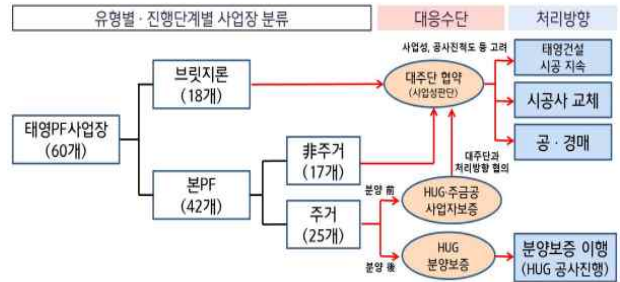 유형별 · 진행단계별 사업장 분류
대응수단
처리방향
태영PF사업장
(60개)
브릿지론
(18개)
본PF
(42개)
非주거
(17개)
주거
(25개)
사업성, 공사진척도 등 고려
대주단 협약
(사업성판단)
대주단과
처리방향 협의
분양 前
HUG·주금공
사업자보증
분양 後
HUG
분양보증
태영건설
시공 지속
시공사 교체
공 · 경매
분양보증 이행
(HUG 공사진행)